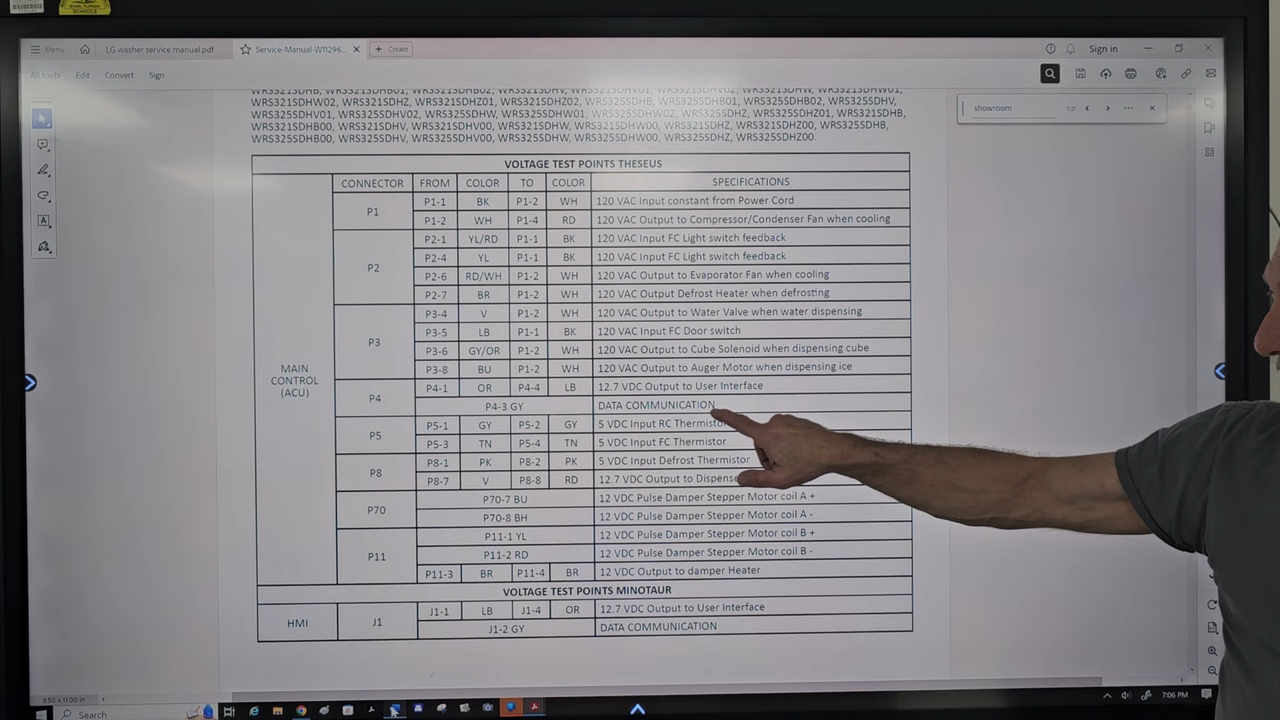 SCHOOLS
Menu
LG washer service manual.pdf
Service-Manual-W11296...
+ Create
Sign in
All tools Edit Convert Sign
showroom
WRS321SDHW02, WRS321SDHZ, WRS321SDHZ01, WRS321SDHZ02, WRS325SDHB, WRS325SDHB01, WRS325SDHB02, WRS325SDHV,
WRS325SDHV01, WRS325SDHV02, WRS325SDHW, WRS325SDHW01, WRS325SDHW02, WRS325SDHZ, WRS325SDHZ01, WRS321SDHB,
WRS321SDHB00, WRS321SDHV, WRS321SDHV00, WRS321SDHW, WRS321SDHW00, WRS321SDHZ, WRS321SDHZ00, WRS325SDHB,
WRS325SDHB00, WRS325SDHV, WRS325SDHV00, WRS325SDHW, WRS325SDHW00, WRS325SDHZ, WRS325SDHZ00.
VOLTAGE TEST POINTS THESEUS
CONNECTOR FROM COLOR TO COLOR SPECIFICATIONS
MAIN CONTROL (ACU)
P1
P1-1 BK P1-2 WH 120 VAC Input constant from Power Cord
P1-2 WH P1-4 RD 120 VAC Output to Compressor/Condenser Fan when cooling
P2
P2-1 YL/RD P1-1 BK 120 VAC Input FC Light switch feedback
P2-4 YL P1-1 BK 120 VAC Input FC Light switch feedback
P2-6 RD/WH P1-2 WH 120 VAC Output to Evaporator Fan when cooling
P2-7 BR P1-2 WH 120 VAC Output Defrost Heater when defrosting
P3
P3-4 V P1-2 WH 120 VAC Output to Water Valve when water dispensing
P3-5 LB P1-1 BK 120 VAC Input FC Door switch
P3-6 GY/OR P1-2 WH 120 VAC Output to Cube Solenoid when dispensing cube
P3-8 BU P1-2 WH 120 VAC Output to Auger Motor when dispensing ice
P4
P4-1 OR P4-4 LB 12.7 VDC Output to User Interface
P4-3 GY DATA COMMUNICATION
P5
P5-1 GY P5-2 GY 5 VDC Input RC Thermistor
P5-3 TN P5-4 TN 5 VDC Input FC Thermistor
P8
P8-1 PK P8-2 PK 5 VDC Input Defrost Thermistor
P8-7 V P8-8 RD 12.7 VDC Output to Dispense
P70
P70-7 BU 12 VDC Pulse Damper Stepper Motor coil A +
P70-8 BH 12 VDC Pulse Damper Stepper Motor coil A -
P11
P11-1 YL 12 VDC Pulse Damper Stepper Motor coil B +
P11-2 RD 12 VDC Pulse Damper Stepper Motor coil B -
P11-3 BR P11-4 BR 12 VDC Output to damper Heater
VOLTAGE TEST POINTS MINOTAUR
HMI J1
J1-1 LB J1-4 OR 12.7 VDC Output to User Interface
J1-2 GY DATA COMMUNICATION
8.50 x 11.00 in
Search
7:06 PM